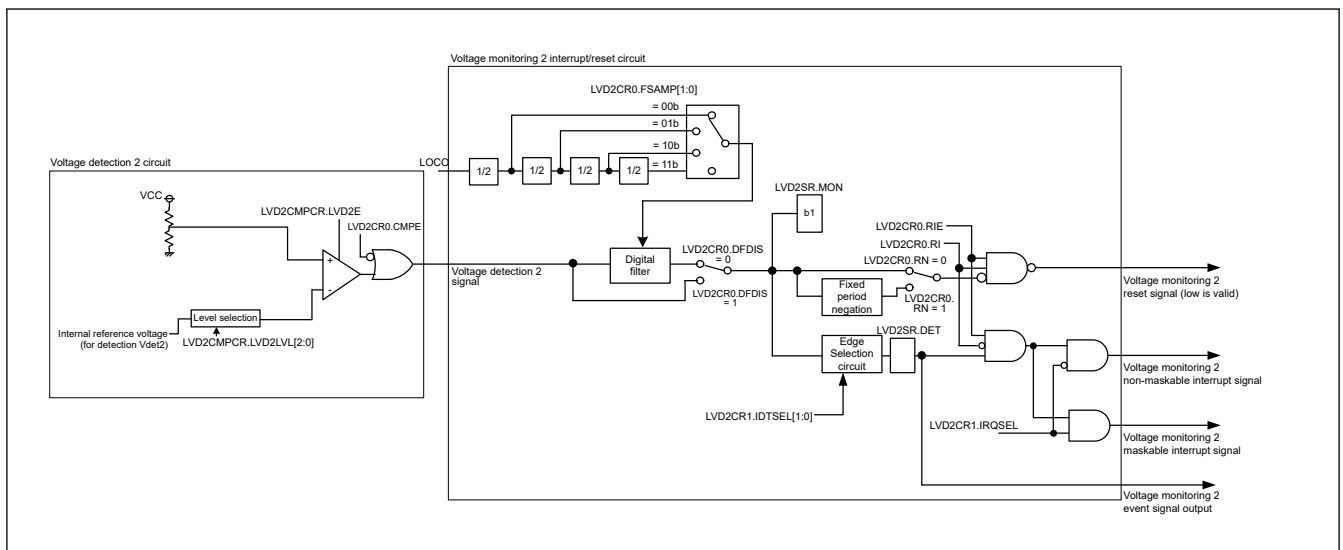 Voltage monitoring 2 interrupt/reset circuit
LVD2CR0.FSAMP[1:0]
= 00b
= 01b
= 10b
= 11b
LOCO
1/2
1/2
1/2
1/2
Voltage detection 2 circuit
VCC
LVD2CMPCR.LVD2E
LVD2CR0.CMPE
+
-
Level selection
Internal reference voltage
(for detection Vdet2)
LVD2CMPCR.LVD2LVL[2:0]
Voltage detection 2
signal
Digital
filter
LVD2CR0.DFDIS
= 0
LVD2CR0.DFDIS
= 1
LVD2SR.MON
b1
LVD2CR0.RIE
LVD2CR0.RI
LVD2CR0.RN = 0
Fixed
period
negation
LVD2CR0.
RN = 1
Voltage monitoring 2
reset signal (low is valid)
LVD2SR.DET
Edge
Selection
circuit
LVD2CR1.IDTSEL[1:0]
Voltage monitoring 2
non-maskable interrupt signal
LVD2CR1.IRQSEL
Voltage monitoring 2
maskable interrupt signal
Voltage monitoring 2
event signal output